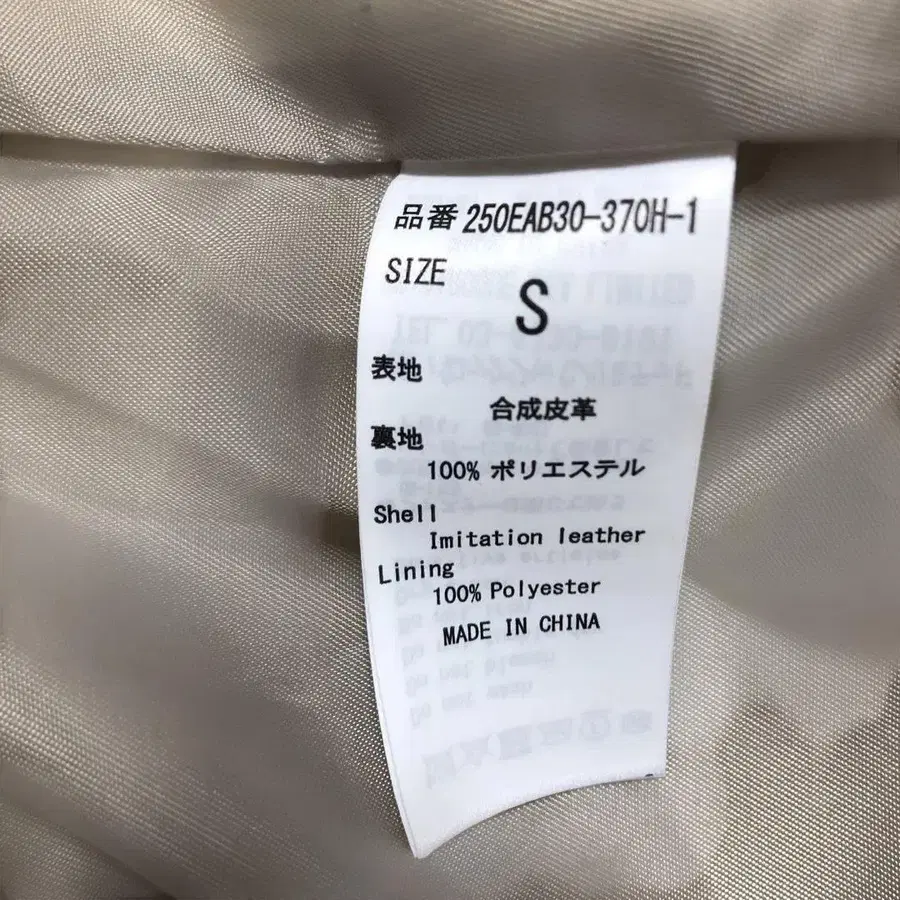 品番 250EAB30-370H-1
SIZE
S
表地
合成皮革
裏地
100% ポリエステル
Shell
Imitation leather
Lining
100% Polyester
MADE IN CHINA